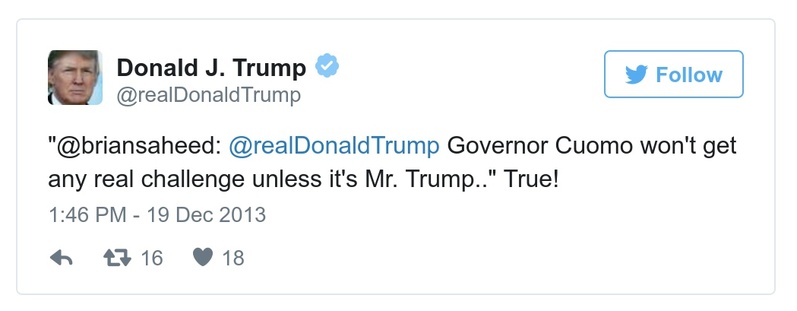 Donald J. Trump
@realDonaldTrump
Follow
"@briansaheed: @realDonaldTrump Governor Cuomo won't get
any real challenge unless it's Mr. Trump.." True!
1:46 PM - 19 Dec 2013
16 18